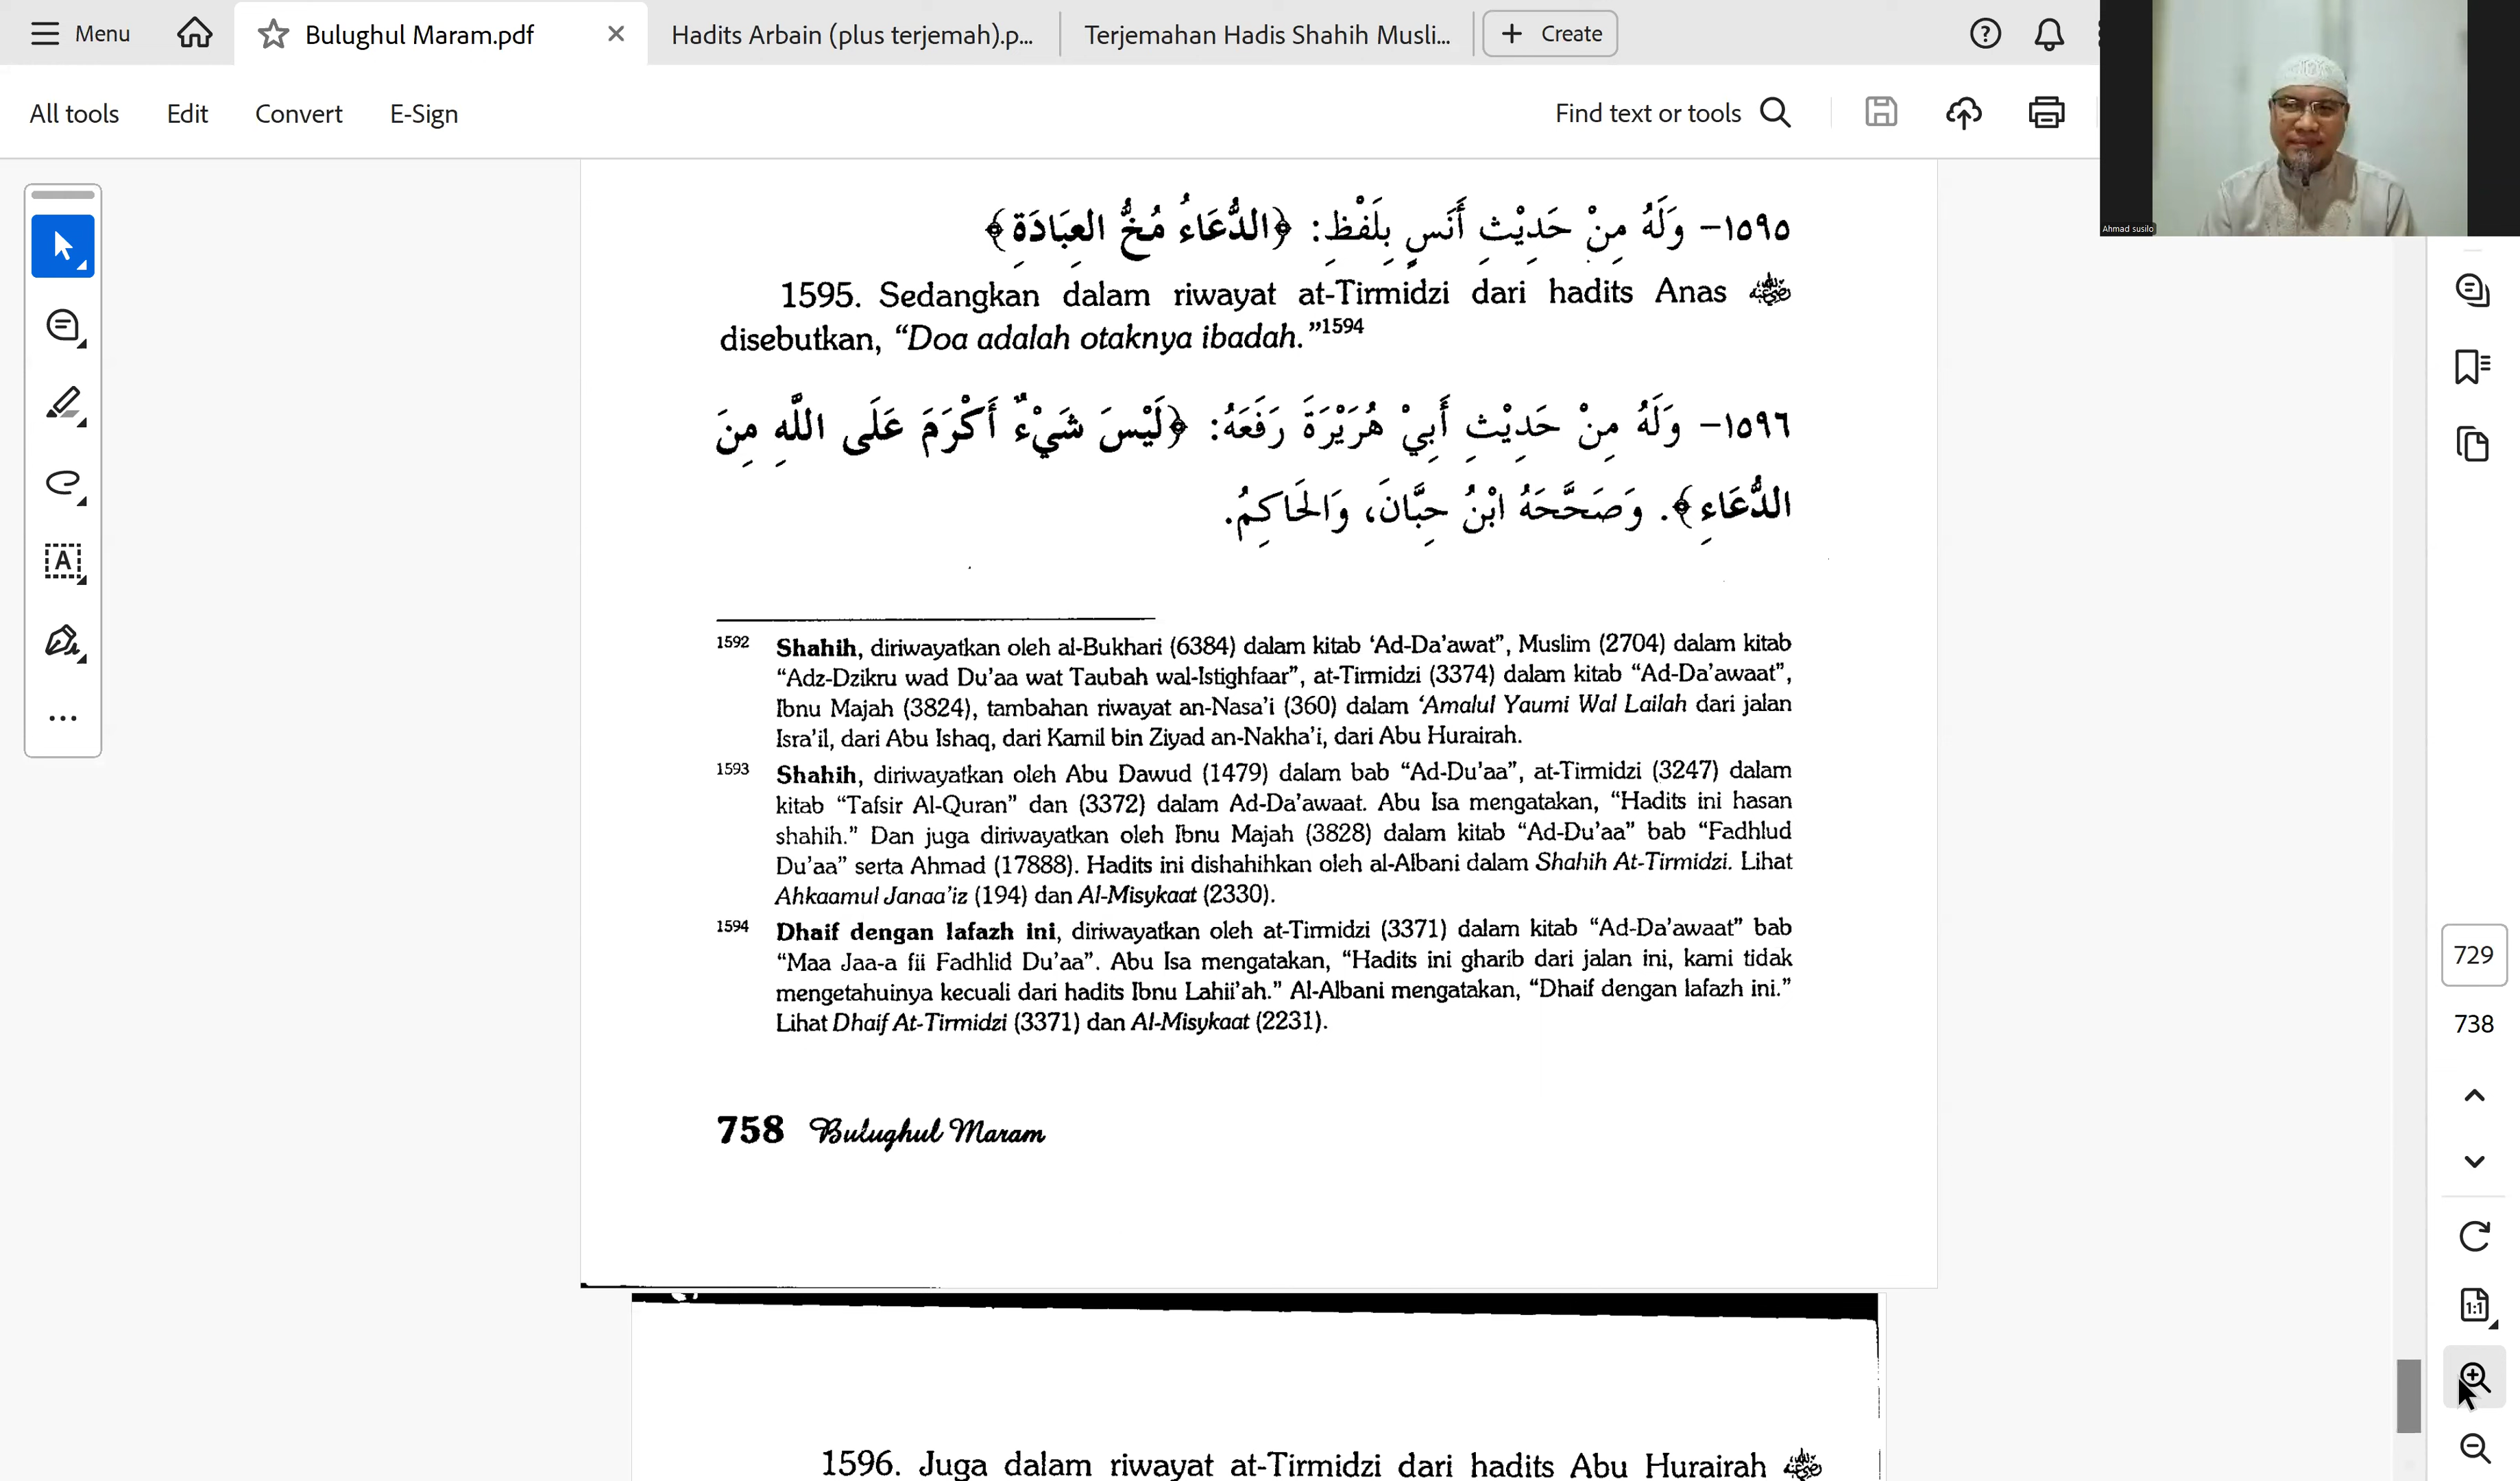 Menu
Bulughul Maram.pdf
Hadits Arbain (plus terjemah).p...
Terjemahan Hadis Shahih Musli...
Create
All tools
Edit
Convert
E-Sign
Find text or tools
Ahmad susilo
١٥٩٥- وَلَهُ مِنْ حَدِيْثِ أَنَسٍ بِلَفْظِ: ﴿الدُّعَاءُ مُخُّ العِبَادَةِ﴾
1595. Sedangkan dalam riwayat at-Tirmidzi dari hadits Anas رضي الله عنه
disebutkan, “Doa adalah otaknya ibadah.”1594
١٥٩٦- وَلَهُ مِنْ حَدِيْثِ أَبِيْ هُرَيْرَةَ رَفَعَهُ: ﴿لَيْسَ شَيْءٌ أَكْرَمَ عَلَى اللَّهِ مِنَ
الدُّعَاءِ﴾. وَصَحَّحَهُ ابْنُ حِبَّانَ، وَالحَاكِمُ.
1592 Shahih, diriwayatkan oleh al-Bukhari (6384) dalam kitab ‘Ad-Da’awat”, Muslim (2704) dalam kitab
“Adz-Dzikru wad Du’aa wat Taubah wal-Istighfaar”, at-Tirmidzi (3374) dalam kitab “Ad-Da’awaat”,
Ibnu Majah (3824), tambahan riwayat an-Nasa’i (360) dalam ‘Amalul Yaumi Wal Lailah dari jalan
Isra’il, dari Abu Ishaq, dari Kamil bin Ziyad an-Nakha’i, dari Abu Hurairah.
1593 Shahih, diriwayatkan oleh Abu Dawud (1479) dalam bab “Ad-Du’aa”, at-Tirmidzi (3247) dalam
kitab “Tafsir Al-Quran” dan (3372) dalam Ad-Da’awaat. Abu Isa mengatakan, “Hadits ini hasan
shahih.” Dan juga diriwayatkan oleh Ibnu Majah (3828) dalam kitab “Ad-Du’aa” bab “Fadhlud
Du’aa” serta Ahmad (17888). Hadits ini dishahihkan oleh al-Albani dalam Shahih At-Tirmidzi. Lihat
Ahkaamul Janaa’iz (194) dan Al-Misykaat (2330).
1594 Dhaif dengan lafazh ini, diriwayatkan oleh at-Tirmidzi (3371) dalam kitab “Ad-Da’awaat” bab
“Maa Jaa-a fii Fadhlid Du’aa”. Abu Isa mengatakan, “Hadits ini gharib dari jalan ini, kami tidak
mengetahuinya kecuali dari hadits Ibnu Lahii’ah.” Al-Albani mengatakan, “Dhaif dengan lafazh ini.”
Lihat Dhaif At-Tirmidzi (3371) dan Al-Misykaat (2231).
758 Bulughul Maram
1596. Juga dalam riwayat at-Tirmidzi dari hadits Abu Hurairah رضي الله عنه
729
738
1:1